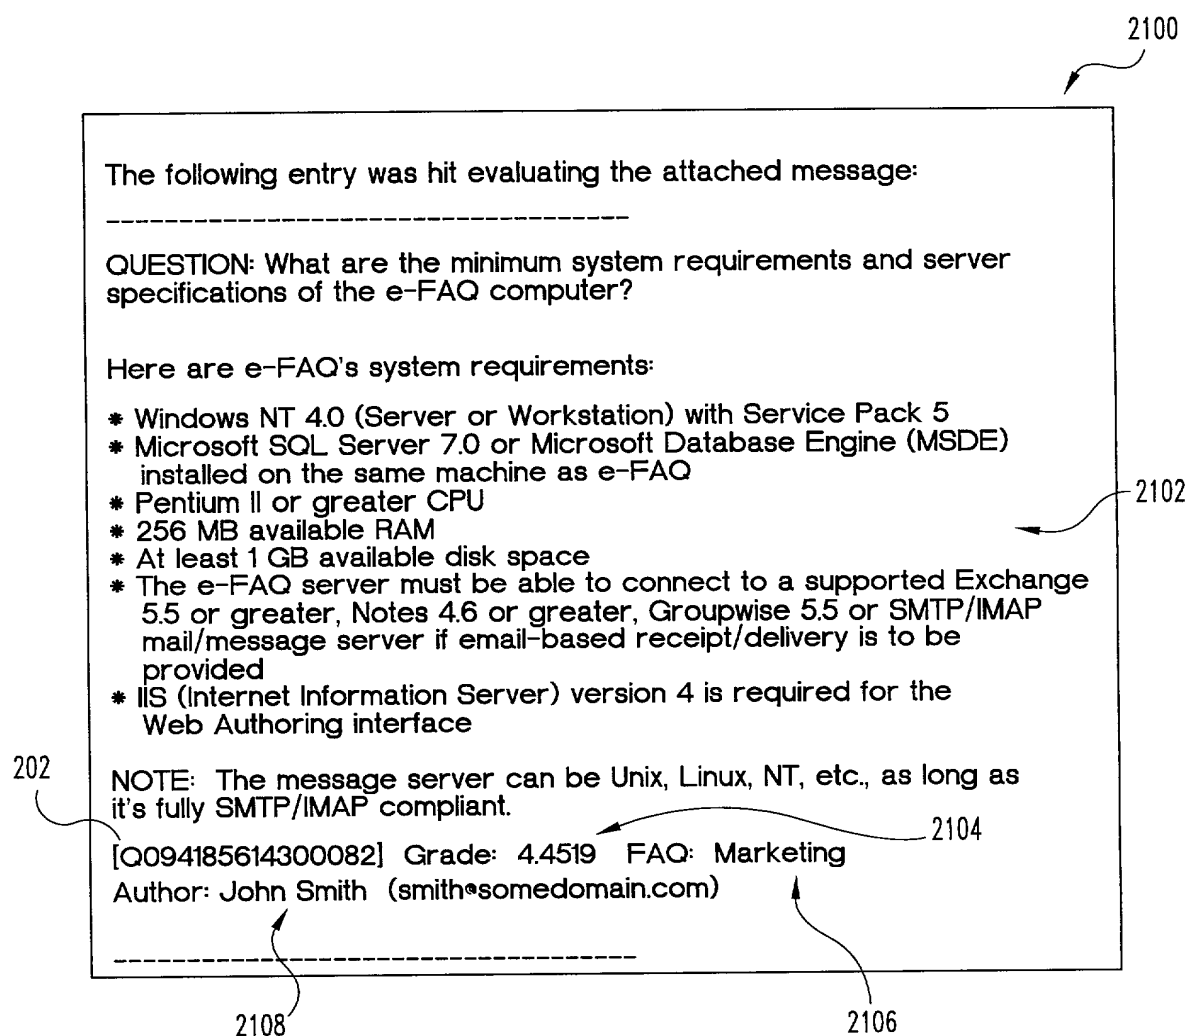 2100
The following entry was hit evaluating the attached message:
------------------------------------
QUESTION: What are the minimum system requirements and server
specifications of the e-FAQ computer?
Here are e-FAQ's system requirements:
* Windows NT 4.0 (Server or Workstation) with Service Pack 5
* Microsoft SQL Server 7.0 or Microsoft Database Engine (MSDE)
installed on the same machine as e-FAQ
* Pentium II or greater CPU
2102
* 256 MB available RAM
* At least 1 GB available disk space
* The e-FAQ server must be able to connect to a supported Exchange
5.5 or greater, Notes 4.6 or greater, Groupwise 5.5 or SMTP/IMAP
mail/message server if email-based receipt/delivery is to be
provided
* IIS (Internet Information Server) version 4 is required for the
Web Authoring interface
202
NOTE: The message server can be Unix, Linux, NT, etc., as long as
it's fully SMTP/IMAP compliant.
2104
[Q094185614300082] Grade: 4.4519 FAQ: Marketing
Author: John Smith (smith@somedomain.com)
------------------------------------
2108
2106